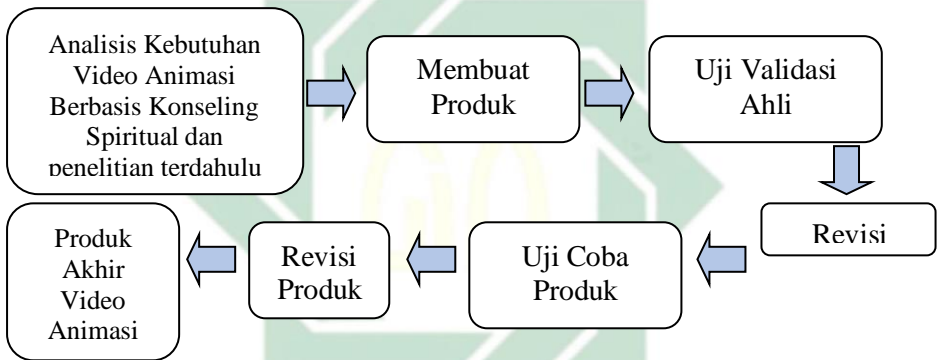 Analisis Kebutuhan
Video Animasi
Berbasis Konseling
Spiritual dan
penelitian terdahulu
Membuat
Produk
Uji Validasi
Ahli
Revisi
Uji Coba
Produk
Revisi
Produk
Produk
Akhir
Video
Animasi